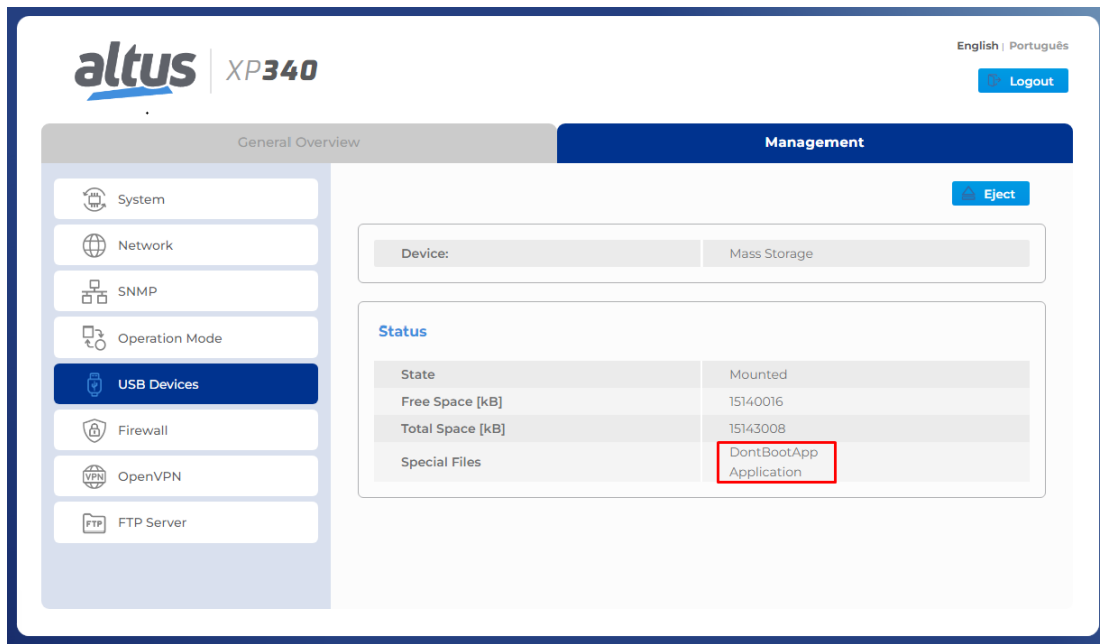 altus XP340
English | Português
Logout
General Overview
Management
System
Network
SNMP
Operation Mode
USB Devices
Firewall
VPN OpenVPN
FTP FTP Server
Eject
Device: Mass Storage
Status
State Mounted
Free Space [kB] 15140016
Total Space [kB] 15143008
Special Files DontBootApp
Application